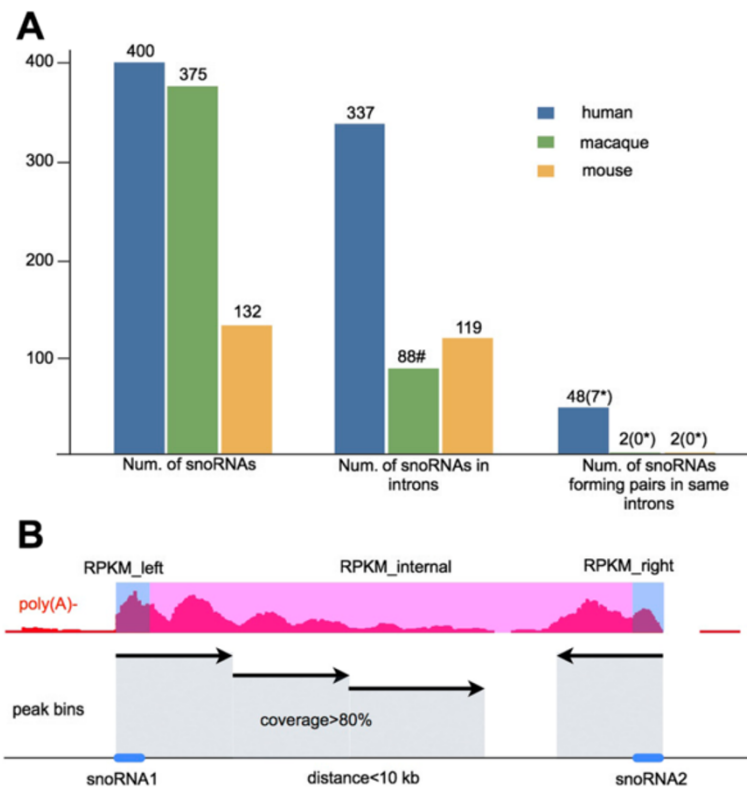 A
400
300
200
100
400
375
132
337
88#
119
48(7*)
2(0*)
2(0*)
human
macaque
mouse
Num. of snoRNAs
Num. of snoRNAs in
introns
Num. of snoRNAs
forming pairs in same
introns
B
RPKM_left
RPKM_internal
RPKM_right
poly(A)-
peak bins
coverage>80%
snoRNA1
distance<10 kb
snoRNA2